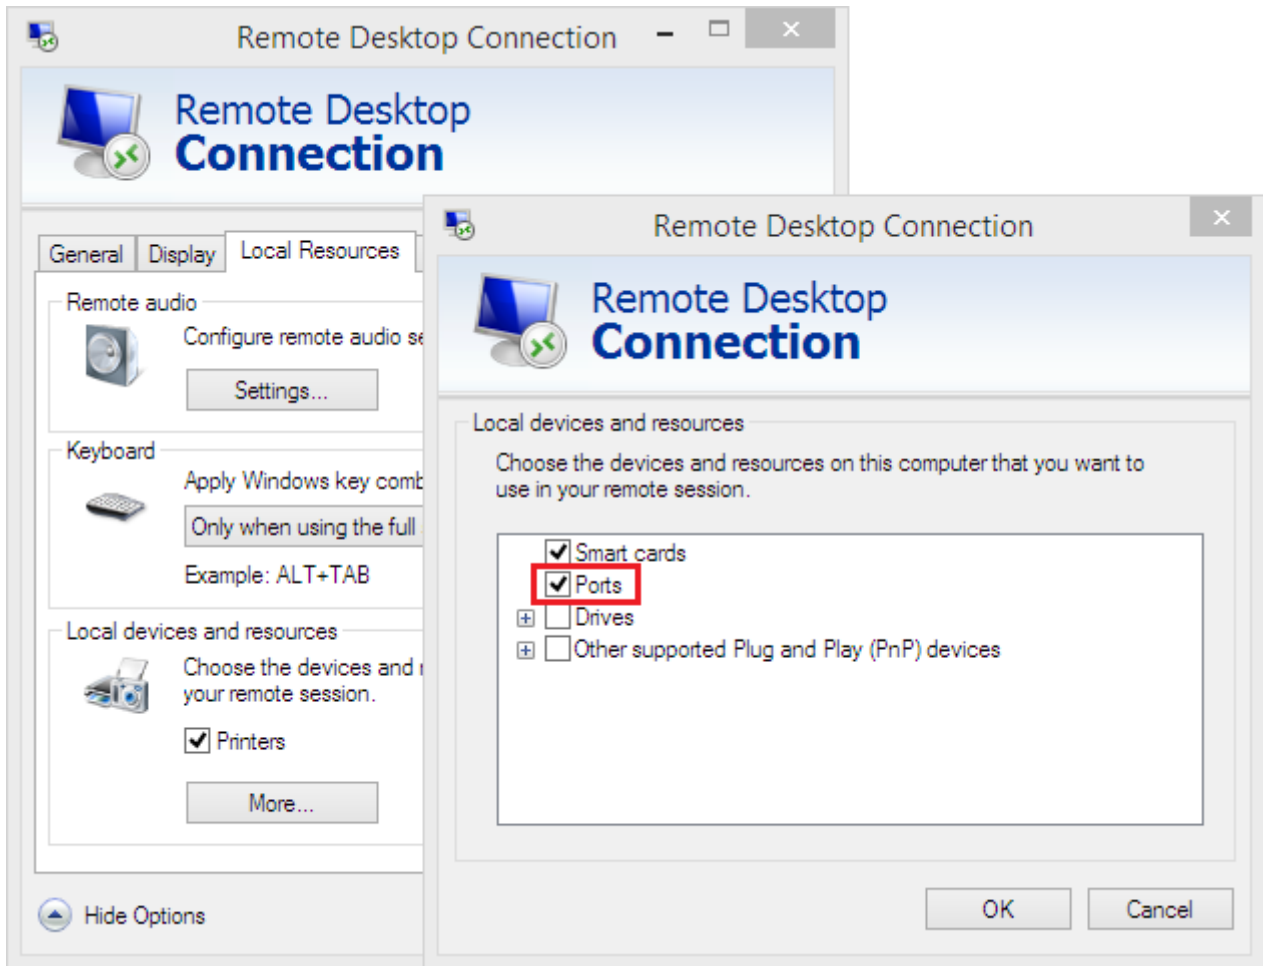 Remote Desktop Connection
Remote Desktop
Connection
General
Display
Local Resources
Remote audio
Configure remote audio se
Settings...
Keyboard
Apply Windows key comb
Only when using the full
Example: ALT+TAB
Local devices and resources
Choose the devices and r
your remote session.
Printers
More...
Hide Options
Remote Desktop Connection
Remote Desktop
Connection
Local devices and resources
Choose the devices and resources on this computer that you want to
use in your remote session.
Smart cards
Ports
Drives
Other supported Plug and Play (PnP) devices
OK
Cancel